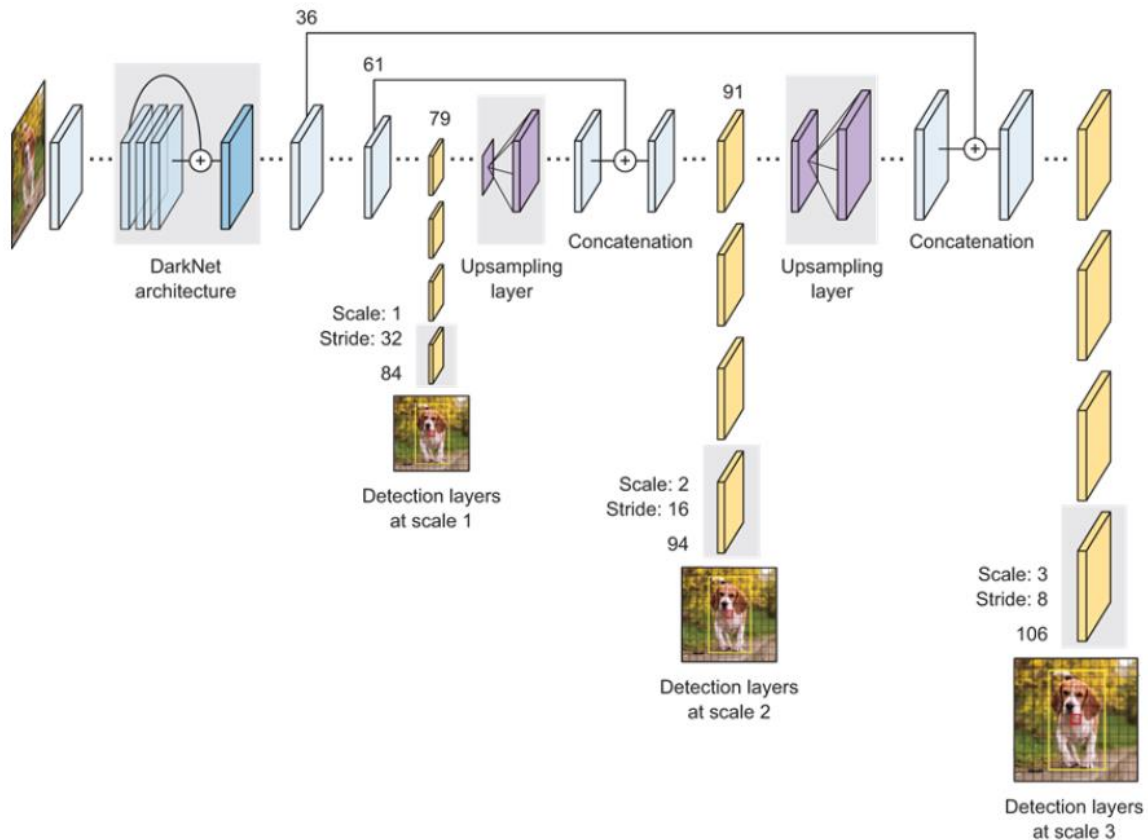 36
61
79
91
DarkNet
architecture
Upsampling
layer
Concatenation
Upsampling
layer
Concatenation
Scale: 1
Stride: 32
84
Detection layers
at scale 1
Scale: 2
Stride: 16
94
Detection layers
at scale 2
Scale: 3
Stride: 8
106
Detection layers
at scale 3